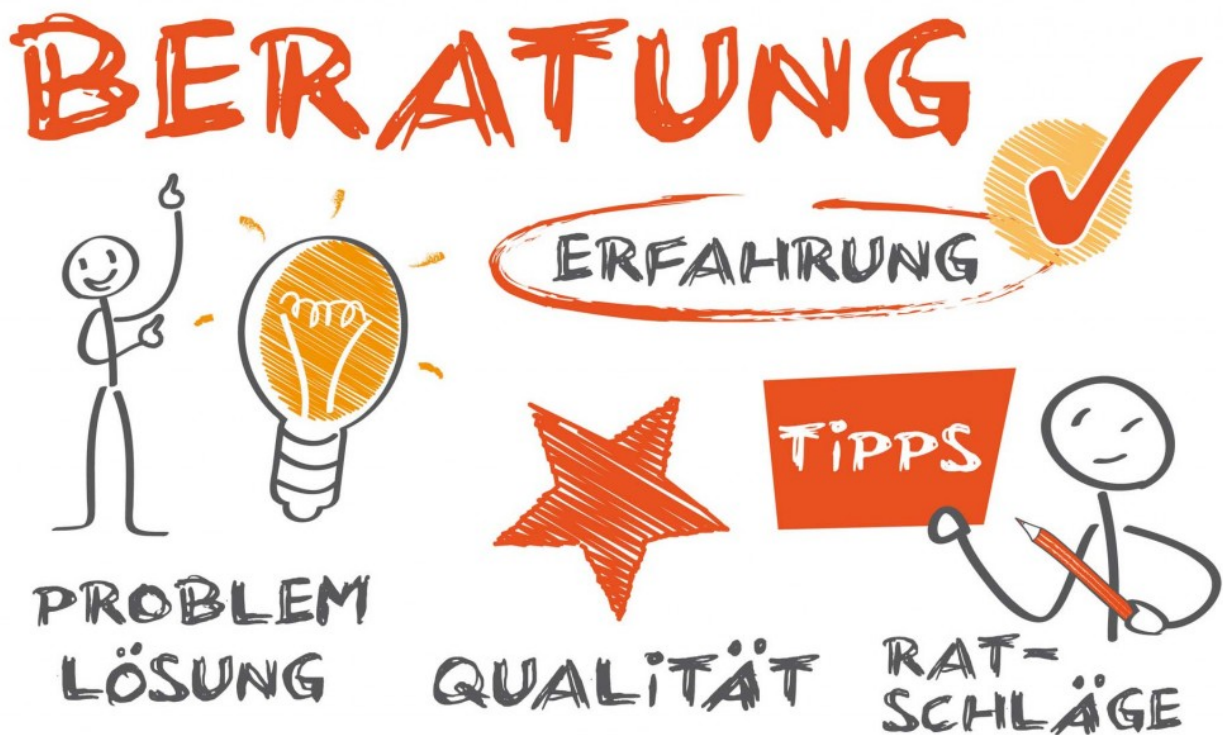 BERATUNG
ERFAHRUNG
TiPPS
PROBLEM
LÖSUNG
QUALiTÄT
RAT-
SCHLÄGE